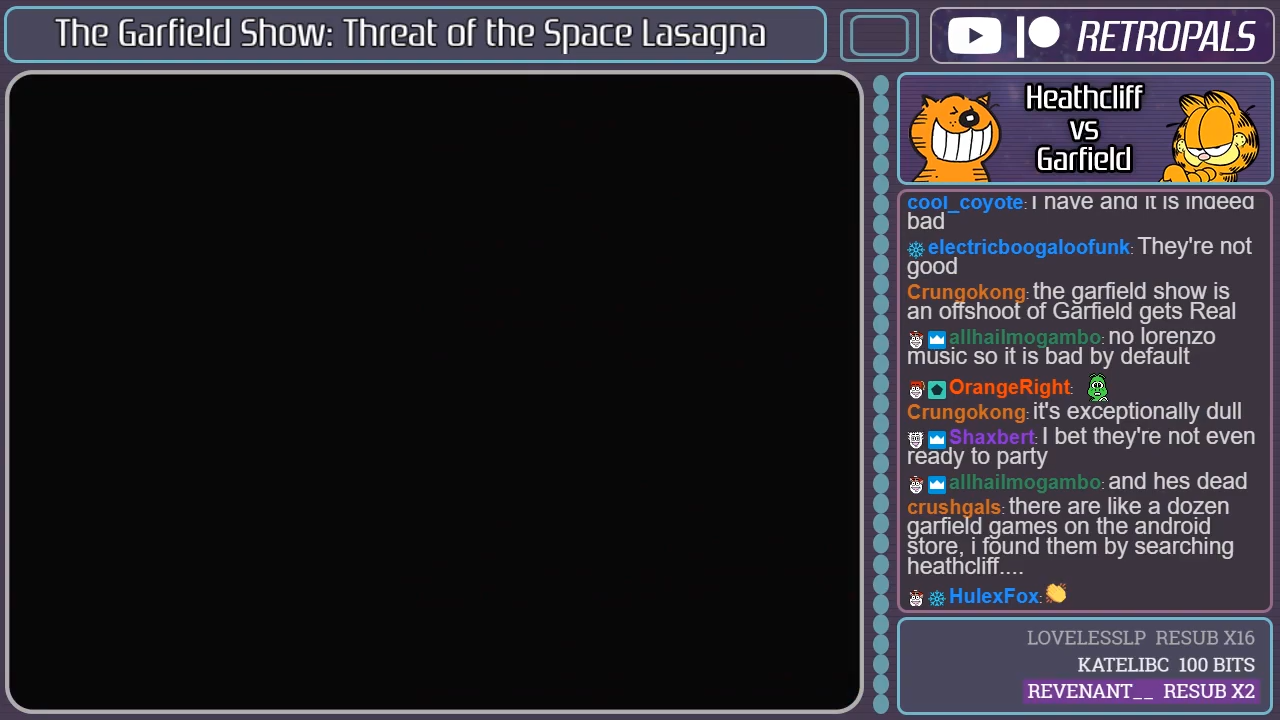 The Garfield Show: Threat of the Space Lasagna
RETROPALS
Heathcliff
vs
Garfield
cool_coyote: I have and it is indeed
bad
electricboogaloofunk: They're not
good
Crungokong: the garfield show is
an offshoot of Garfield gets Real
allhailmogambo: no lorenzo
music so it is bad by default
OrangeRight:
Crungokong: it's exceptionally dull
Shaxbert: I bet they're not even
ready to party
allhailmogambo: and hes dead
crushgals: there are like a dozen
garfield games on the android
store, i found them by searching
heathcliff....
HulexFox:
LOVELESSLP RESUB X16
KATELIBC 100 BITS
REVENANT__ RESUB X2